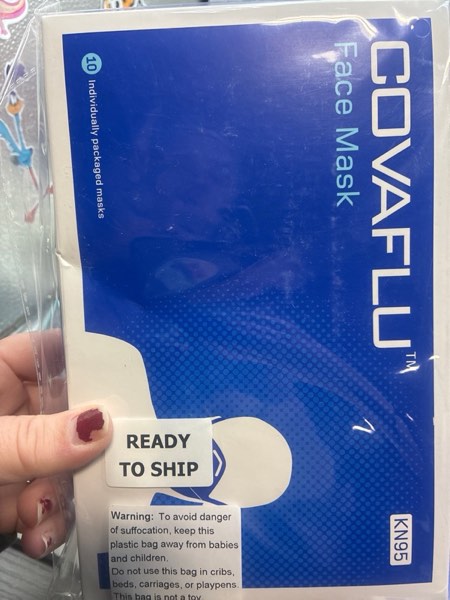 COVAFLU™
Face Mask
10 Individually packaged masks
KN95
READY
TO SHIP
Warning: To avoid danger
of suffocation, keep this
plastic bag away from babies
and children.
Do not use this bag in cribs,
beds, carriages, or playpens.
This bag is not a toy.